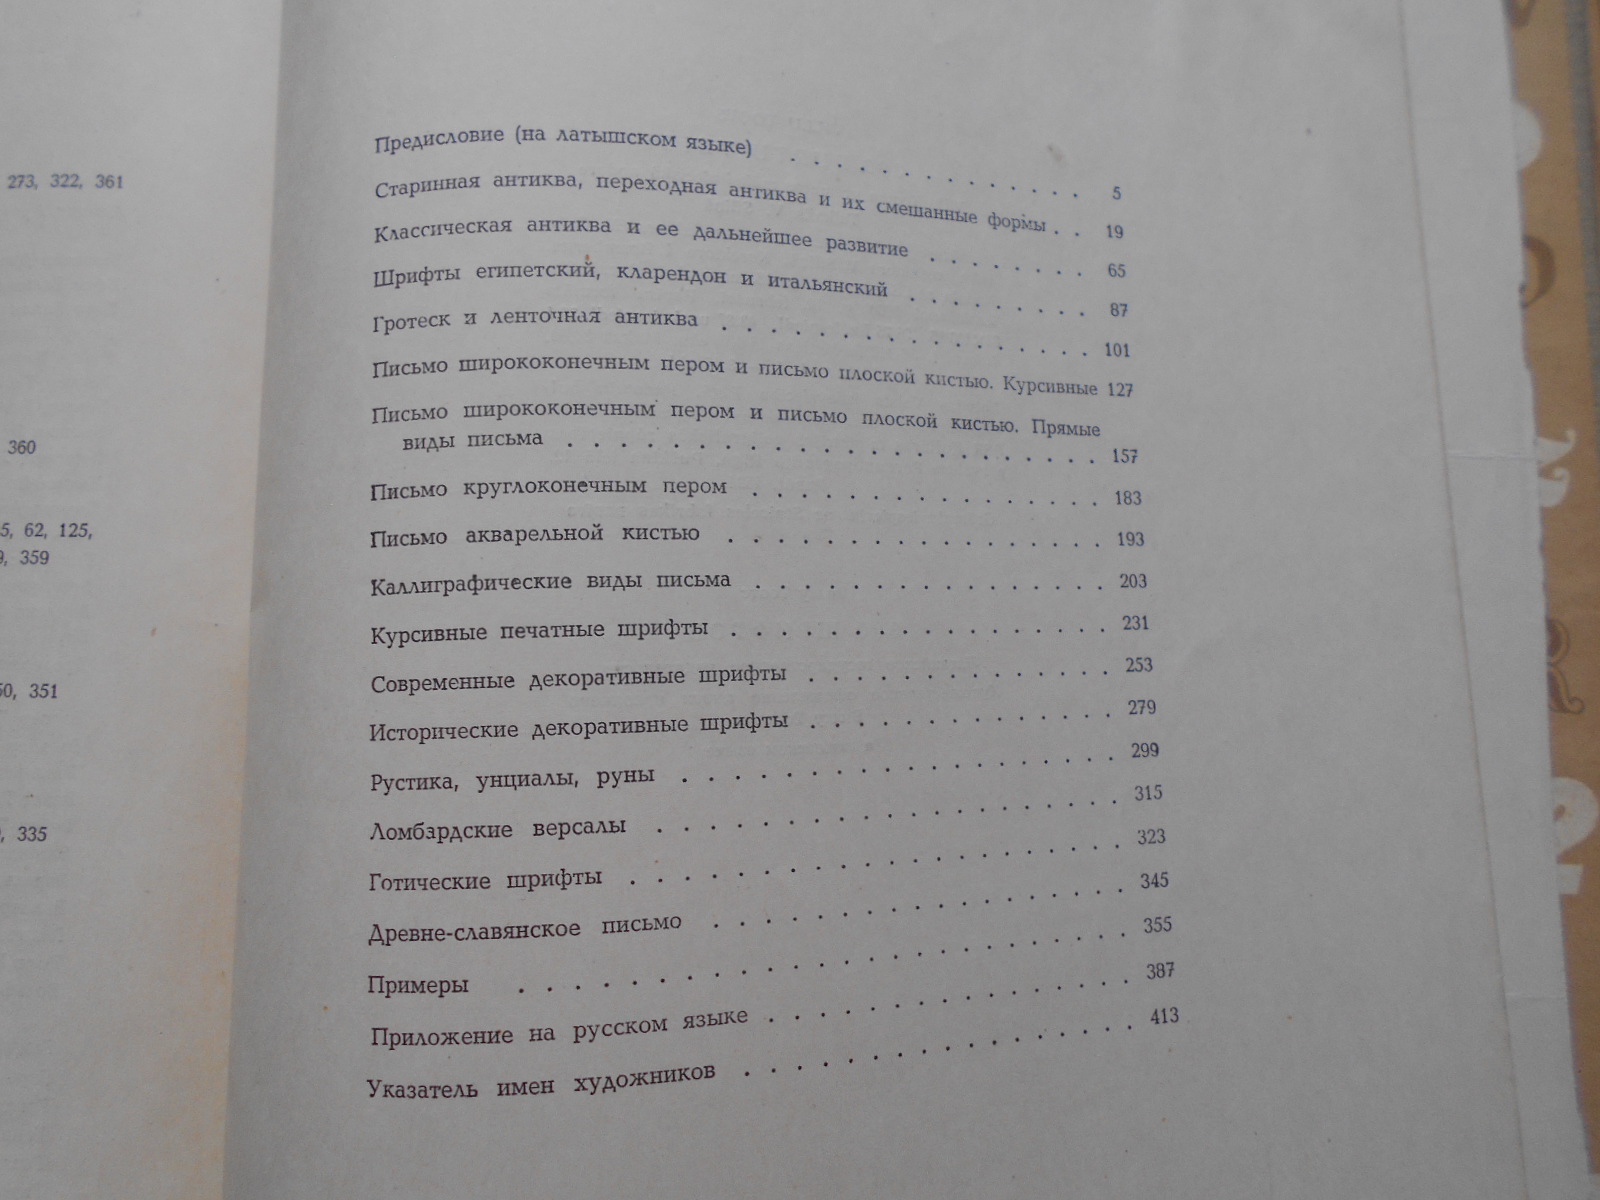 273, 322, 361
360
5, 62, 125,
9, 359
50, 351
335
Предисловие (на латышском языке) . . . . . . . . . . . . 5
Старинная антиква, переходная антиква и их смешанные формы . . 19
Классическая антиква и ее дальнейшее развитие . . . . . . . 65
Шрифты египетский, кларендон и итальянский . . . . . . . . 87
Гротеск и ленточная антиква . . . . . . . . . . . . . . . 101
Письмо ширококонечным пером и письмо плоской кистью. Курсивные 127
Письмо ширококонечным пером и письмо плоской кистью. Прямые
виды письма . . . . . . . . . . . . . . . . . . . . 157
Письмо круглоконечным пером . . . . . . . . . . . . . . 183
Письмо акварельной кистью . . . . . . . . . . . . . . . 193
Каллиграфические виды письма . . . . . . . . . . . . . . 203
Курсивные печатные шрифты . . . . . . . . . . . . . . . 231
Современные декоративные шрифты . . . . . . . . . . . . 253
Исторические декоративные шрифты . . . . . . . . . . . . 279
Рустика, унциалы, руны . . . . . . . . . . . . . . . . . 299
Ломбардские версалы . . . . . . . . . . . . . . . . . . 315
Готические шрифты . . . . . . . . . . . . . . . . . . . 323
Древне-славянское письмо . . . . . . . . . . . . . . . . 345
Примеры . . . . . . . . . . . . . . . . . . . . . . . 355
Приложение на русском языке . . . . . . . . . . . . . . 387
Указатель имен художников . . . . . . . . . . . . . . . 413